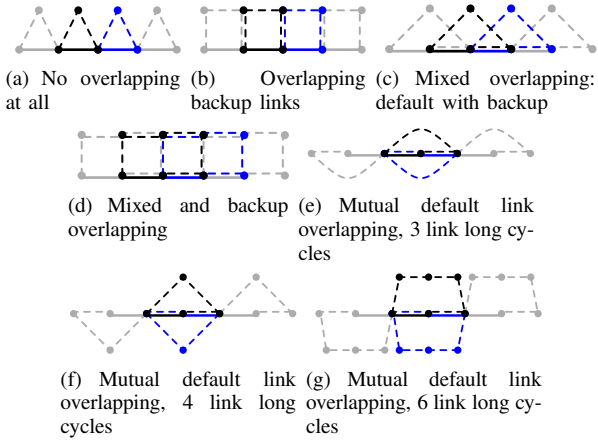 (a) No overlapping
at all
(b) Overlapping
backup links
(c) Mixed overlapping:
default with backup
(d) Mixed and backup
overlapping
(e) Mutual default link
overlapping, 3 link long cy-
cles
(f) Mutual default link
overlapping, 4 link long
cycles
(g) Mutual default link
overlapping, 6 link long cy-
cles